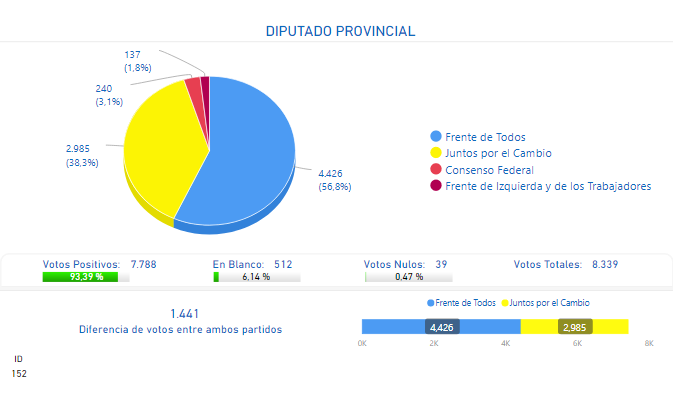 DIPUTADO PROVINCIAL
137
(1,8%)
240
(3,1%)
2.985
(38,3%)
4.426
(56,8%)
Frente de Todos
Juntos por el Cambio
Consenso Federal
Frente de Izquierda y de los Trabajadores
Votos Positivos: 7.788
93,39 %
En Blanco: 512
6,14 %
Votos Nulos: 39
0,47 %
Votos Totales: 8.339
1.441
Diferencia de votos entre ambos partidos
Frente de Todos Juntos por el Cambio
4,426 2,985
0K 2K 4K 6K 8K
ID
152